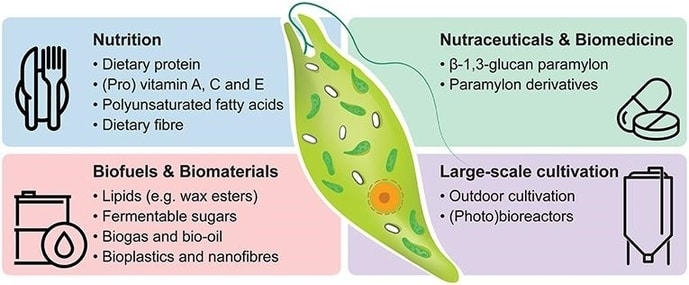 Nutrition
• Dietary protein
• (Pro) vitamin A, C and E
• Polyunsaturated fatty acids
• Dietary fibre
Nutraceuticals & Biomedicine
• β-1,3-glucan paramylon
• Paramylon derivatives
Biofuels & Biomaterials
• Lipids (e.g. wax esters)
• Fermentable sugars
• Biogas and bio-oil
• Bioplastics and nanofibres
Large-scale cultivation
• Outdoor cultivation
• (Photo)bioreactors